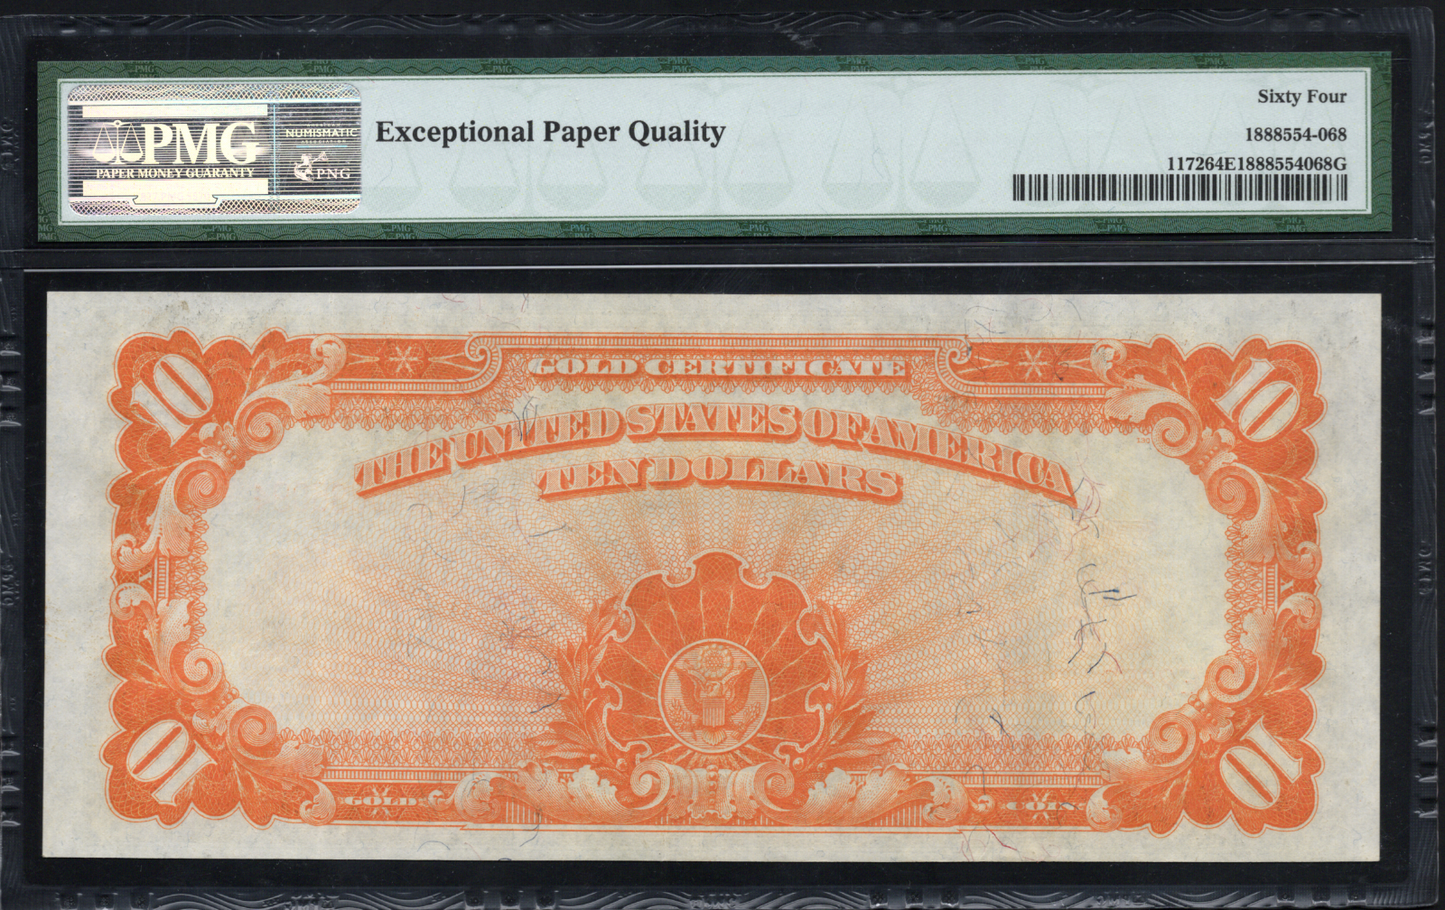 PMG
PAPER MONEY GUARANTY
NUMISMATIC
PNG
Exceptional Paper Quality
Sixty Four
1888554-068
117264E1888554068G
GOLD CERTIFICATE
10
10
THE UNITED STATES OF AMERICA
TEN DOLLARS
10
10
GOLD
COIN